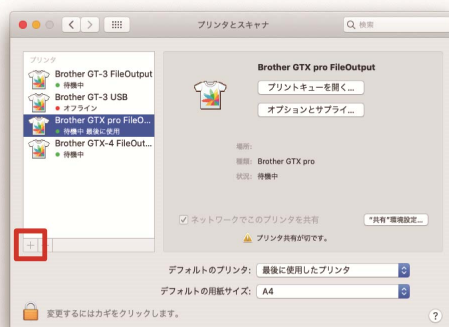 プリンタとスキャナ
検索
プリンタ
Brother GT-3 FileOutput
待機中
Brother GT-3 USB
オフライン
Brother GTX pro FileO...
待機中 最後に使用
Brother GTX-4 FileOut...
待機中
+
Brother GTX pro FileOutput
プリントキューを開く...
オプションとサプライ...
場所:
種類: Brother GTX pro
状況: 待機中
ネットワークでこのプリンタを共有
"共有"環境設定...
プリンタ共有が切です。
デフォルトのプリンタ: 最後に使用したプリンタ
デフォルトの用紙サイズ: A4
変更するにはカギをクリックします。
?